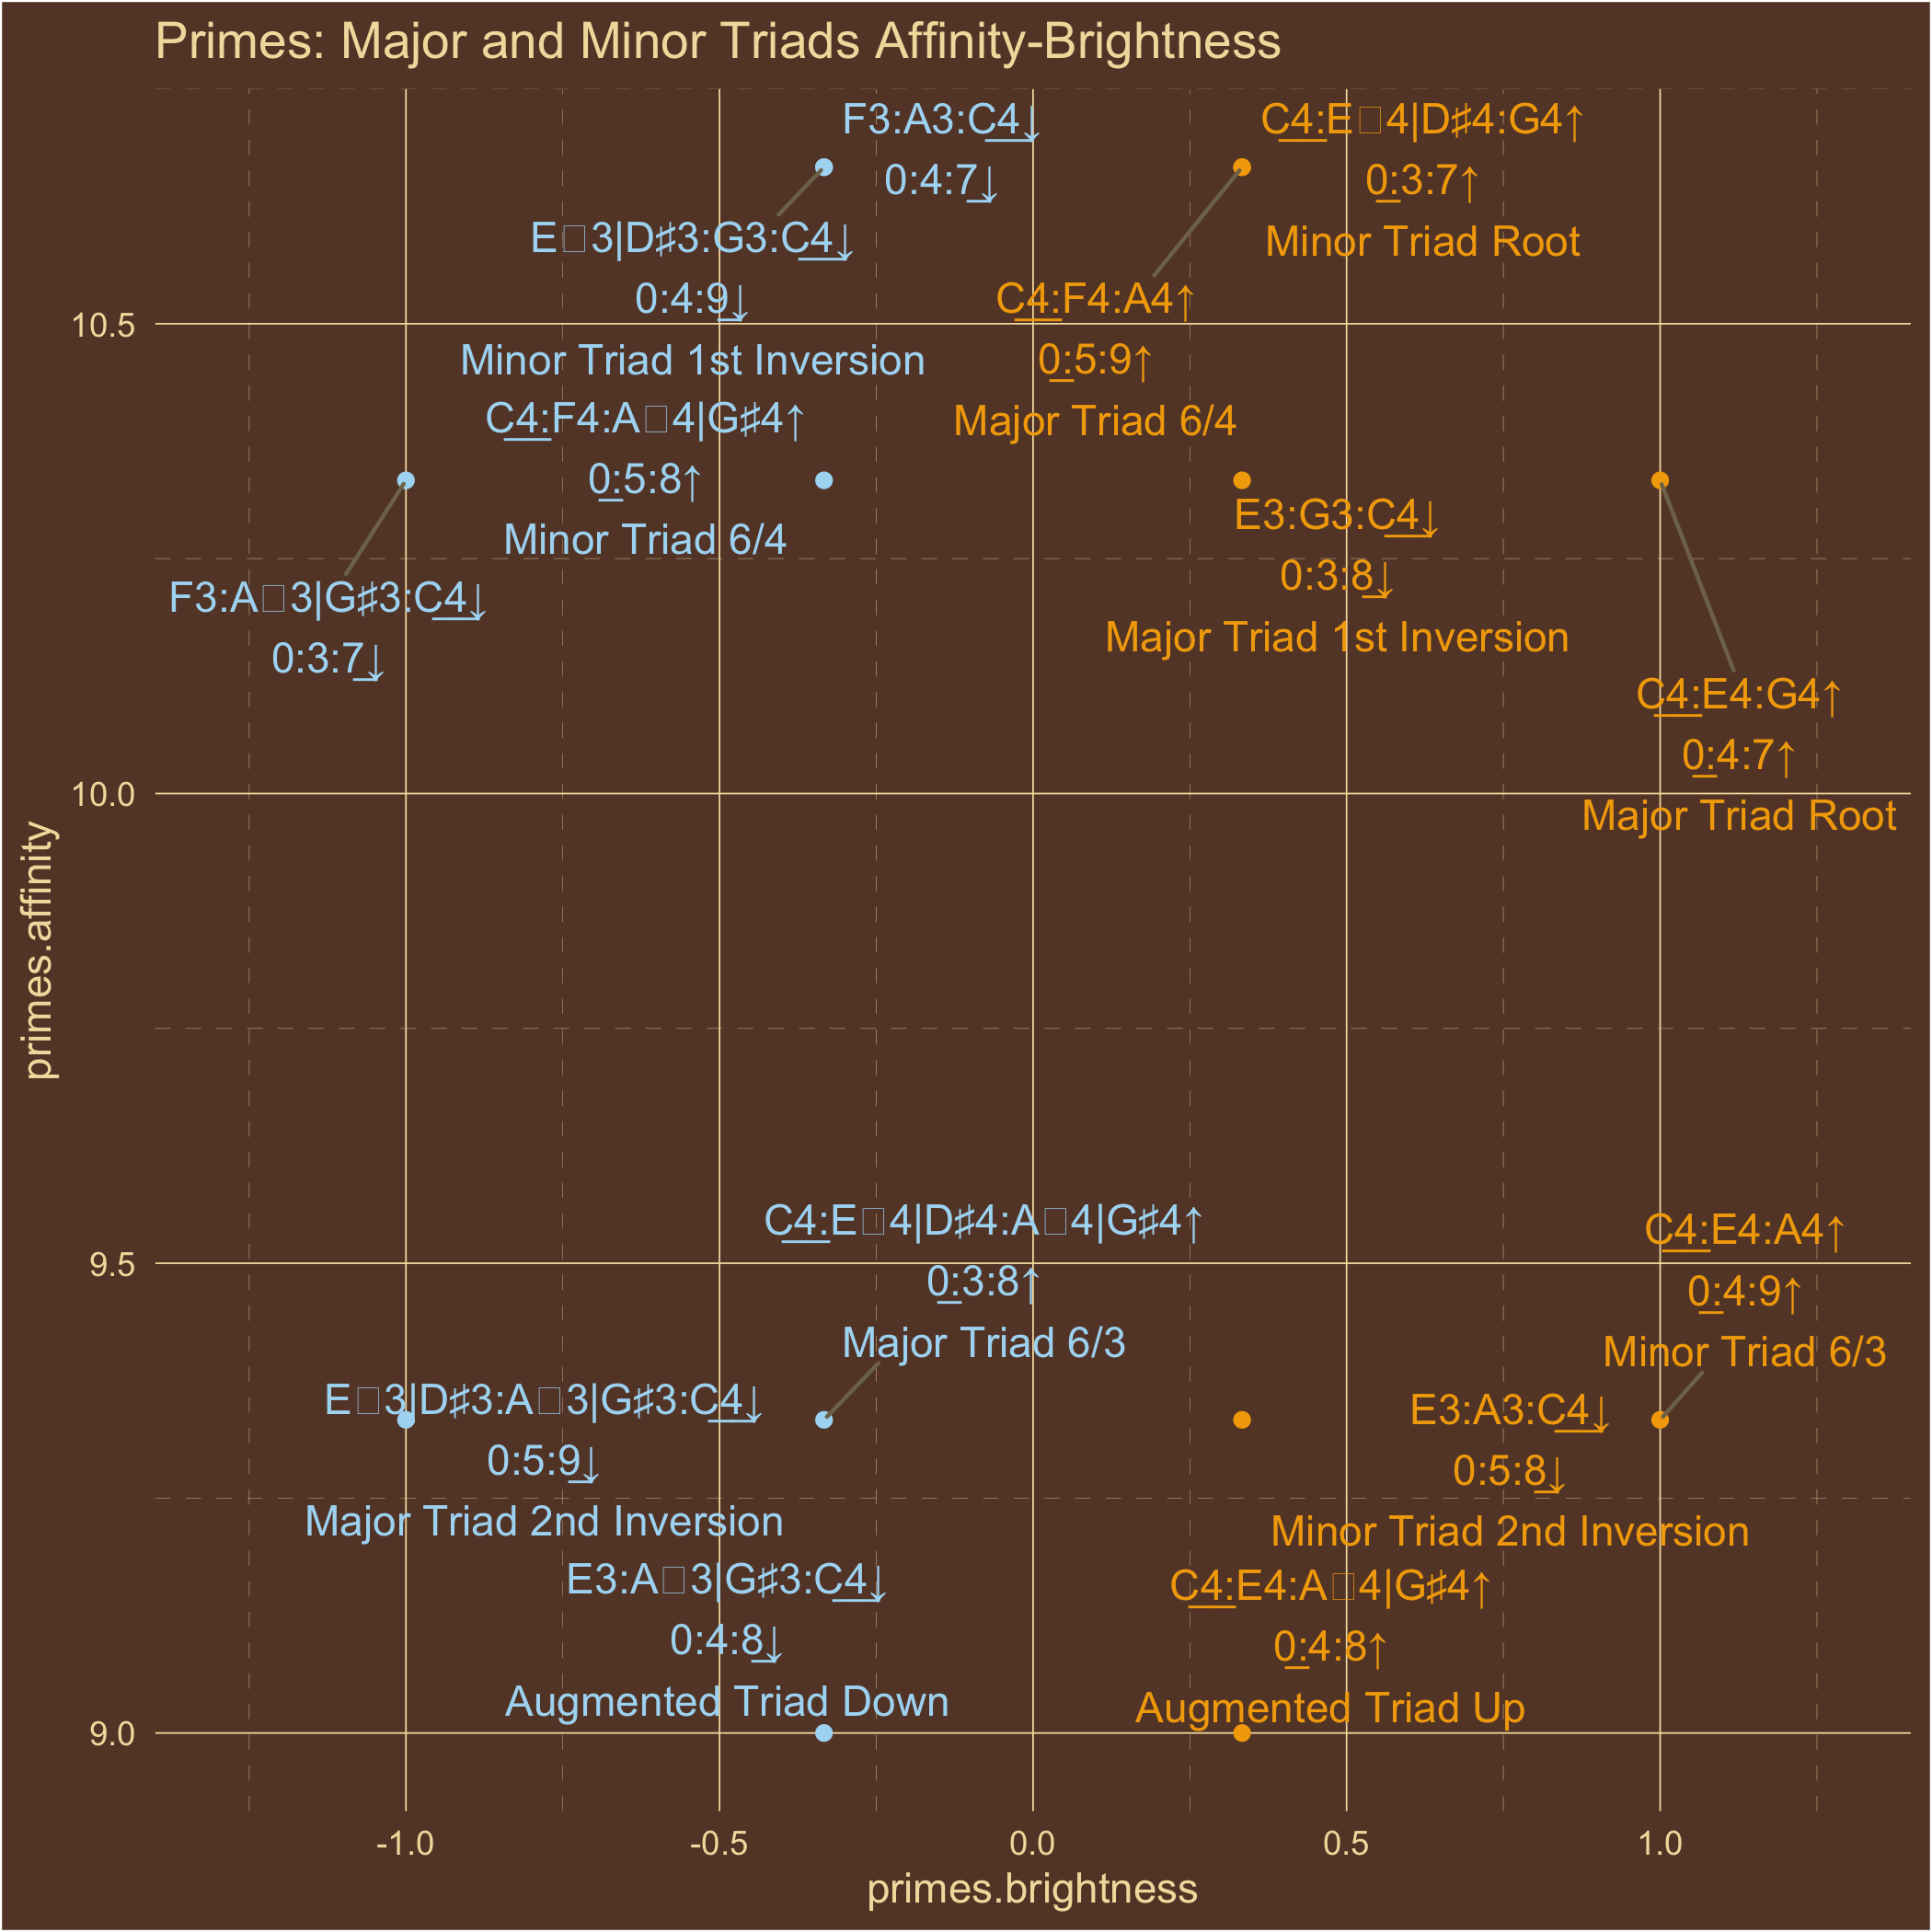 Primes: Major and Minor Triads Affinity-Brightness
F3:A3:C4↓
0:4:7↓
C4:E□4|D♯4:G4↑
0:3:7↑
Minor Triad Root
E□3|D♯3:G3:C4↓
0:4:9↓
Minor Triad 1st Inversion
C4:F4:A4↑
0:5:9↑
Major Triad 6/4
C4:F4:A□4|G♯4↑
0:5:8↑
Minor Triad 6/4
E3:G3:C4↓
0:3:8↓
Major Triad 1st Inversion
F3:A□3|G♯3:C4↓
0:3:7↓
C4:E4:G4↑
0:4:7↑
Major Triad Root
C4:E□4|D♯4:A□4|G♯4↑
0:3:8↑
Major Triad 6/3
C4:E4:A4↑
0:4:9↑
Minor Triad 6/3
E□3|D♯3:A□3|G♯3:C4↓
0:5:9↓
Major Triad 2nd Inversion
E3:A3:C4↓
0:5:8↓
Minor Triad 2nd Inversion
E3:A□3|G♯3:C4↓
0:4:8↓
Augmented Triad Down
C4:E4:A□4|G♯4↑
0:4:8↑
Augmented Triad Up
10.5
10.0
9.5
9.0
primes.affinity
-1.0
-0.5
0.0
0.5
1.0
primes.brightness